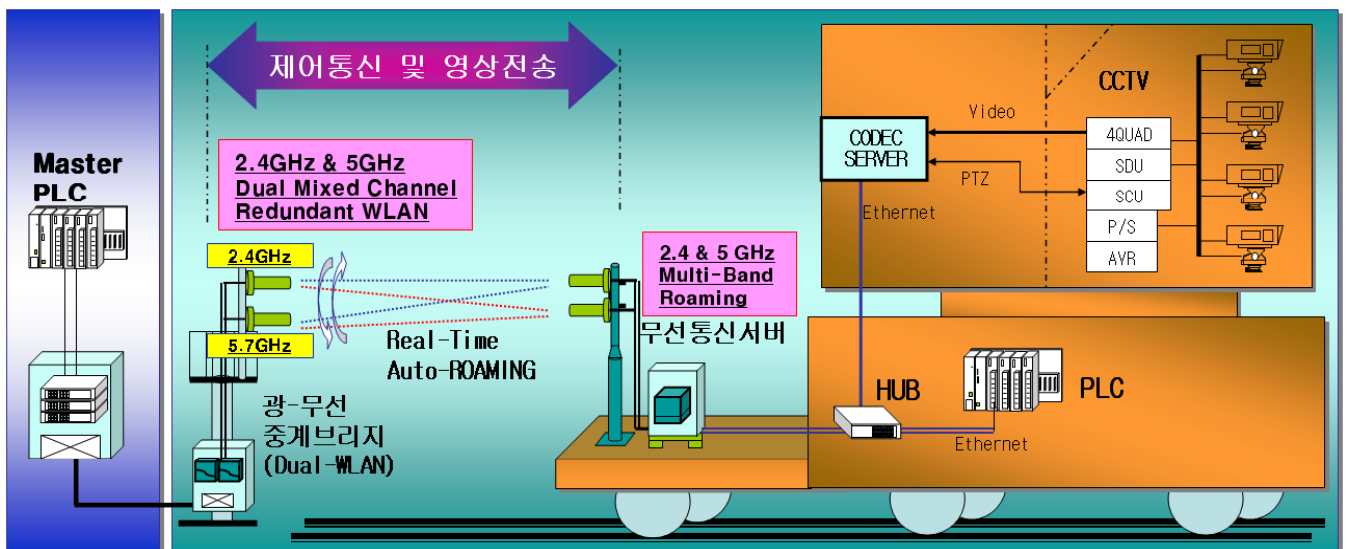 제어통신 및 영상전송
Master
PLC
2.4GHz & 5GHz
Dual Mixed Channel
Redundant WLAN
2.4GHz
5.7GHz
Real-Time
Auto-ROAMING
광-무선
중계브리지
(Dual-WLAN)
2.4 & 5 GHz
Multi-Band
Roaming
무선통신서버
CODEC
SERVER
Video
PTZ
Ethernet
CCTV
4QUAD
SDU
SCU
P/S
AVR
HUB
PLC
Ethernet